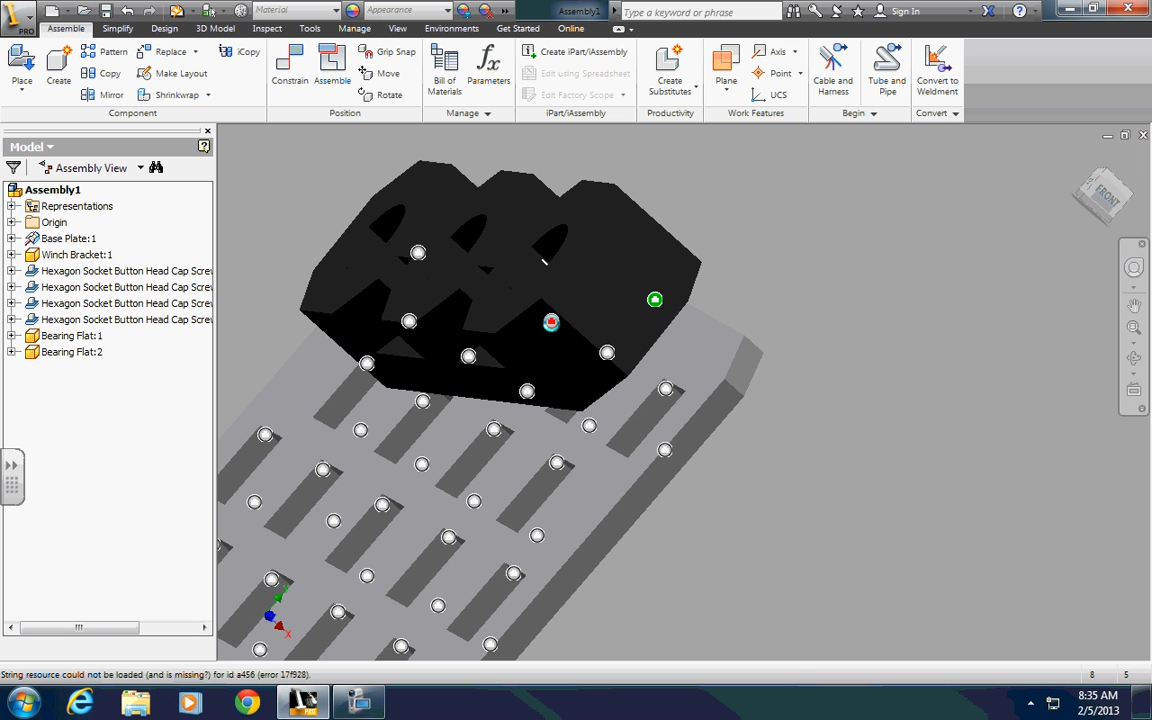 Material Appearance Assembly1 Type a keyword or phrase Sign In
PRO
Assemble Simplify Design 3D Model Inspect Tools Manage View Environments Get Started Online
Place
Create
Pattern
Copy
Mirror
Replace
Make Layout
Shrinkwrap
iCopy
Component
Constrain
Assemble
Grip Snap
Move
Rotate
Position
Bill of
Materials
Parameters
Manage
Create iPart/iAssembly
Edit using Spreadsheet
Edit Factory Scope
iPart/iAssembly
Create
Substitutes
Productivity
Plane
Axis
Point
UCS
Work Features
Cable and
Harness
Tube and
Pipe
Begin
Convert to
Weldment
Convert
Model
Assembly View
Assembly1
Representations
Origin
Base Plate:1
Winch Bracket:1
Hexagon Socket Button Head Cap Screw
Hexagon Socket Button Head Cap Screw
Hexagon Socket Button Head Cap Screw
Hexagon Socket Button Head Cap Screw
Bearing Flat:1
Bearing Flat:2
FRONT
X
String resource could not be loaded (and is missing?) for id a456 (error 17f928). 8 5
8:35 AM
2/5/2013